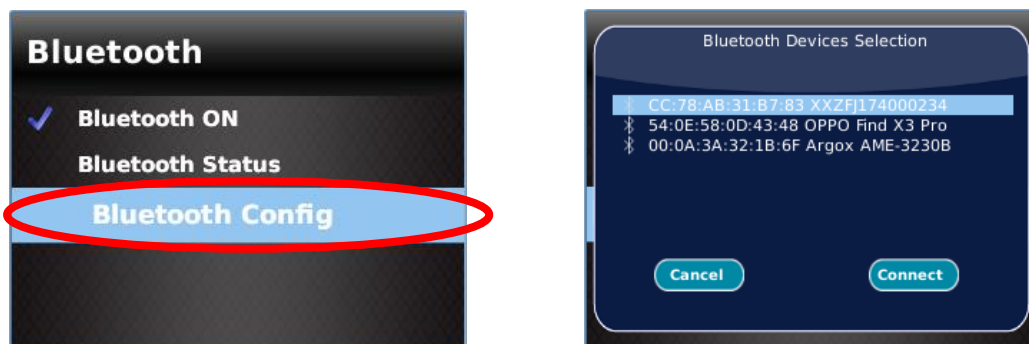 Bluetooth
Bluetooth ON
Bluetooth Status
Bluetooth Config
Bluetooth Devices Selection
CC:78:AB:31:B7:83 XXZFJ174000234
54:0E:58:0D:43:48 OPPO Find X3 Pro
00:0A:3A:32:1B:6F Argox AME-3230B
Cancel
Connect